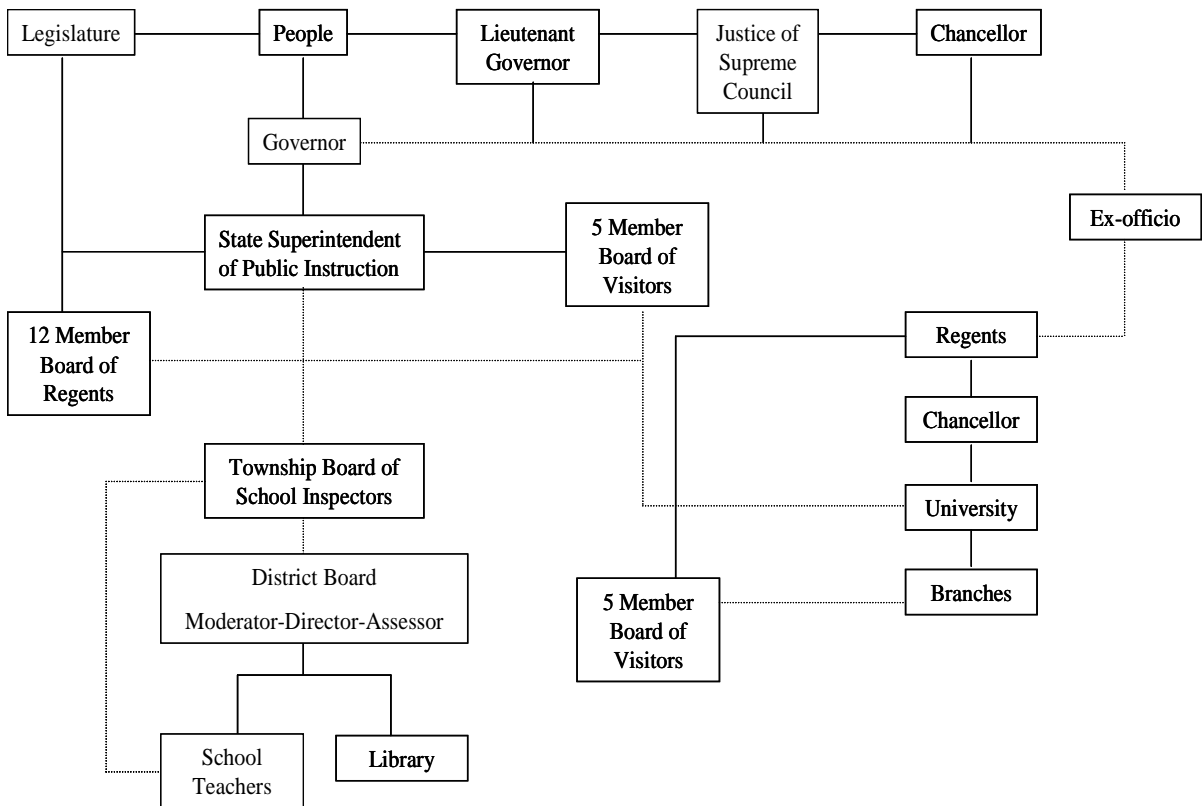 Legislature
People
Lieutenant
Governor
Justice of
Supreme
Council
Chancellor
Governor
Ex-officio
State Superintendent
of Public Instruction
5 Member
Board of
Visitors
12 Member
Board of
Regents
Regents
Chancellor
Township Board of
School Inspectors
University
District Board
Moderator-Director-Assessor
5 Member
Board of
Visitors
Branches
School
Teachers
Library